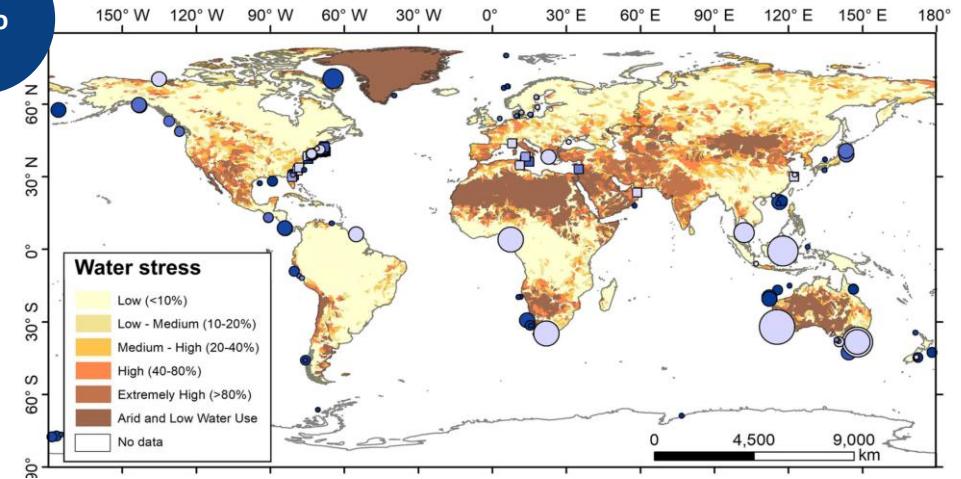 150° W 120° W 90° W 60° W 30° W 0° 30° E 60° E 90° E 120° E 150° E 180°
60° N
30° N
0°
30° S
60° S
90°
Water stress
Low (<10%)
Low - Medium (10-20%)
Medium - High (20-40%)
High (40-80%)
Extremely High (>80%)
Arid and Low Water Use
No data
0 4,500 9,000
km